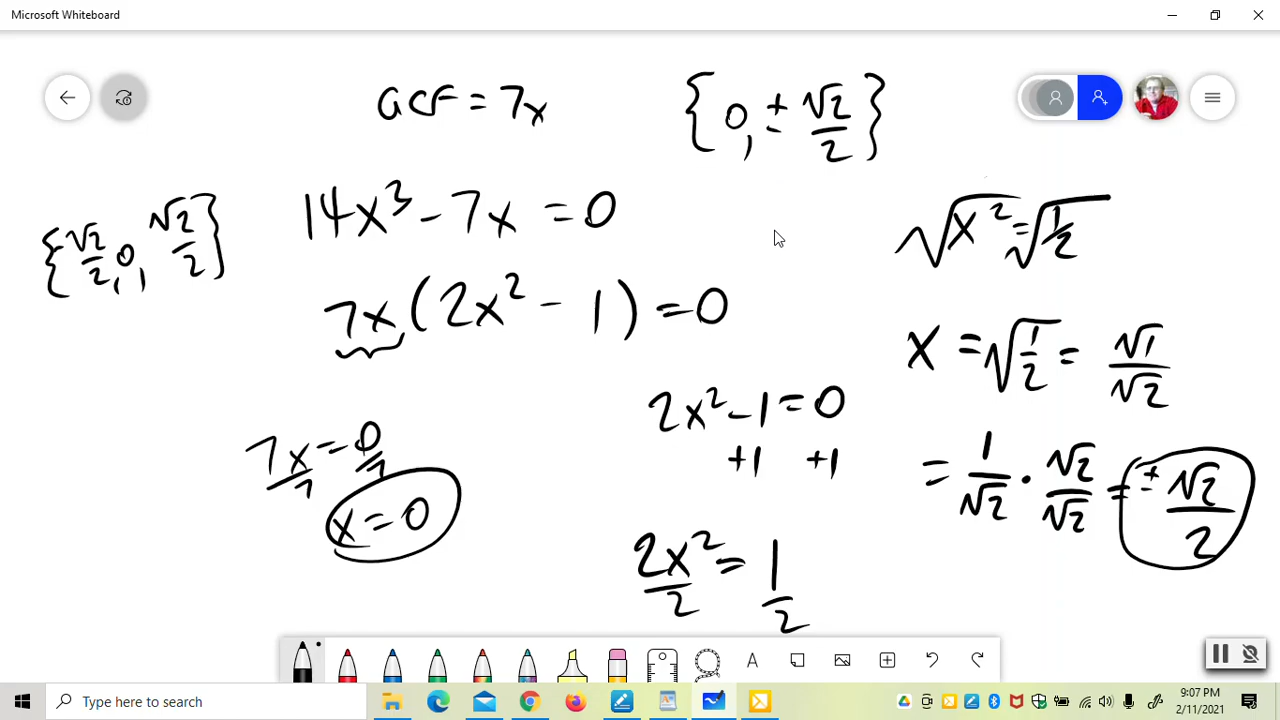 Microsoft Whiteboard
GCF = 7x
{0, ± √2/2}
14x³ - 7x = 0
{√2/2, 0, √2/2}
√x² = √1/2
7x(2x² - 1) = 0
x = √1/2 = √1/√2
2x² - 1 = 0
+1 +1
7x/7 = 0/7
x = 0
= 1/√2 · √2/√2 = ± √2/2
2x²/2 = 1/2
A
Type here to search
9:07 PM
2/11/2021